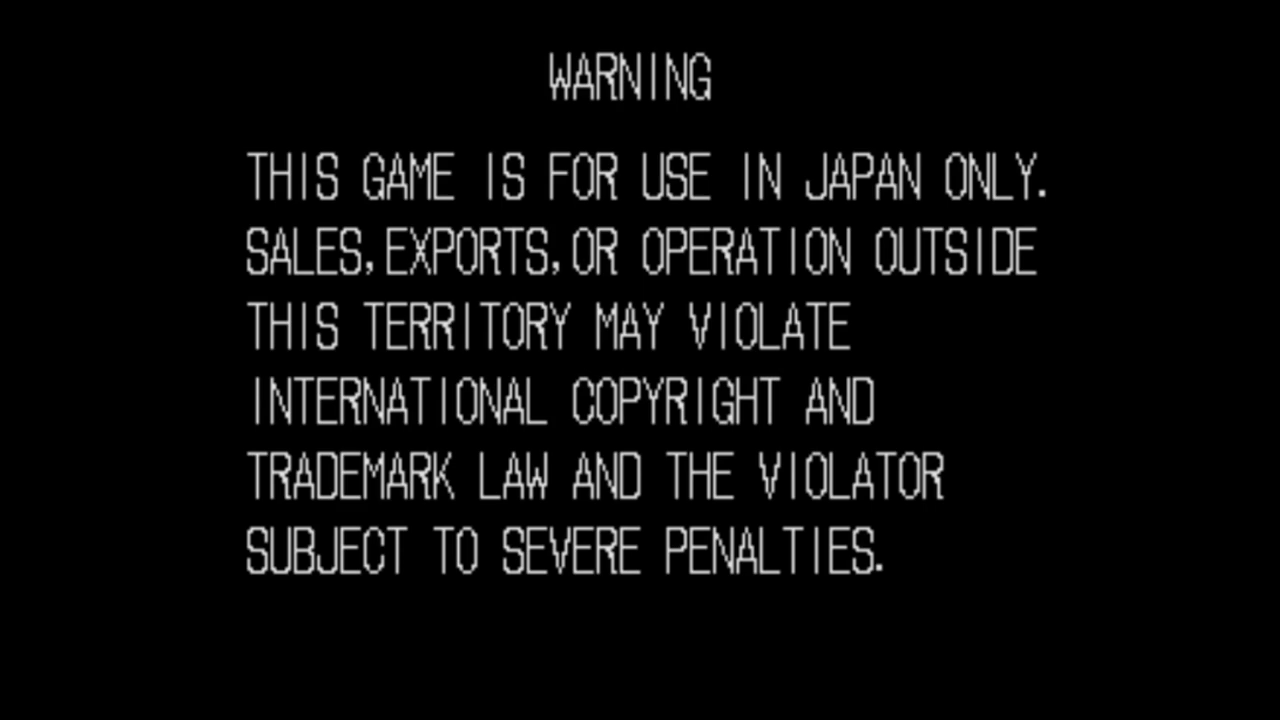 WARNING
THIS GAME IS FOR USE IN JAPAN ONLY.
SALES,EXPORTS,OR OPERATION OUTSIDE
THIS TERRITORY MAY VIOLATE
INTERNATIONAL COPYRIGHT AND
TRADEMARK LAW AND THE VIOLATOR
SUBJECT TO SEVERE PENALTIES.